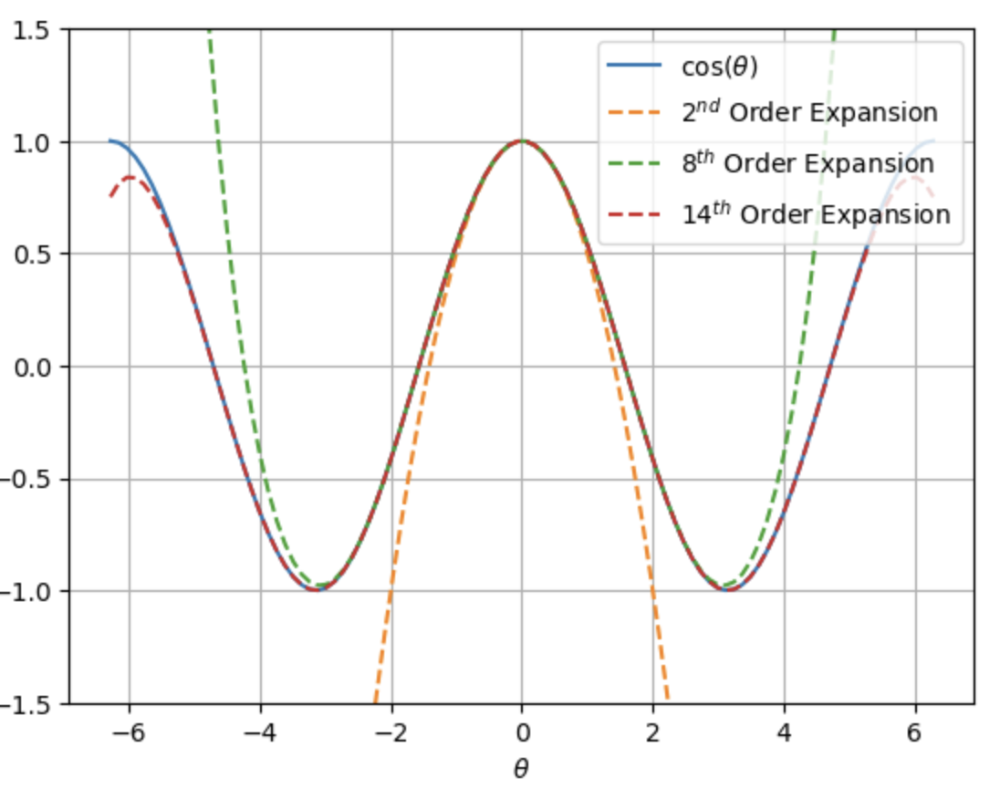 1.5
1.0
0.5
0.0
−0.5
−1.0
−1.5
cos(θ)
2nd Order Expansion
8th Order Expansion
14th Order Expansion
−6 −4 −2 0 2 4 6
θ